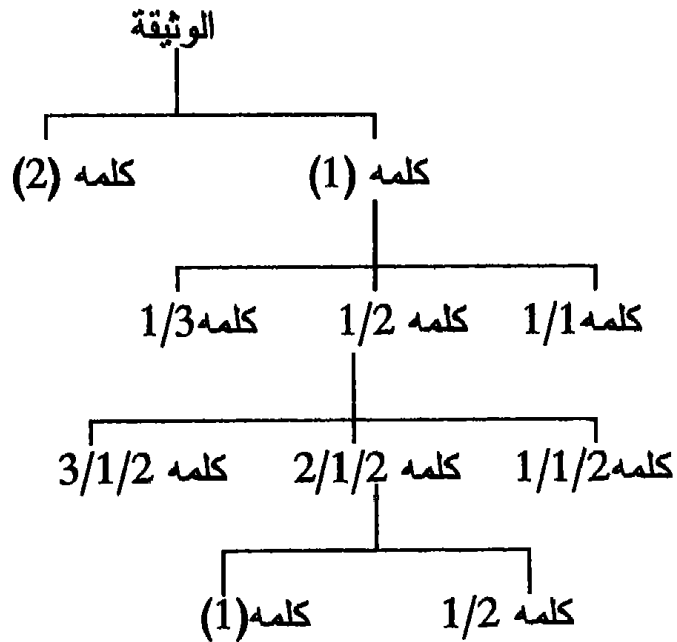 الوثيقة
كلمه (1) كلمه (2)
كلمه1/1 كلمه 1/2 كلمه1/3
كلمه1/1/2 كلمه 2/1/2 كلمه 3/1/2
كلمه 1/2 كلمه(1)